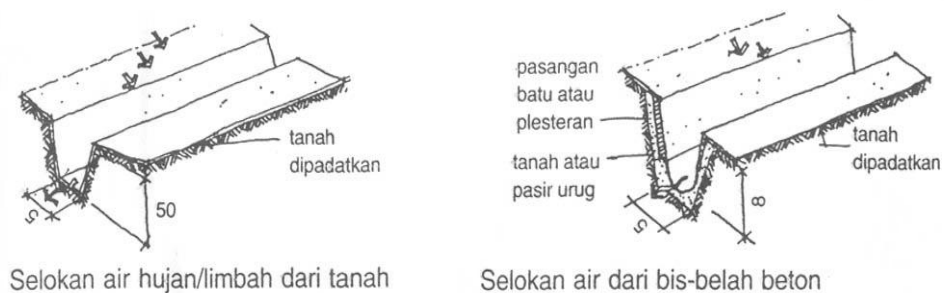 tanah
dipadatkan
5
50
Selokan air hujan/limbah dari tanah
pasangan
batu atau
plesteran
tanah atau
pasir urug
tanah
dipadatkan
5
8
Selokan air dari bis-belah beton